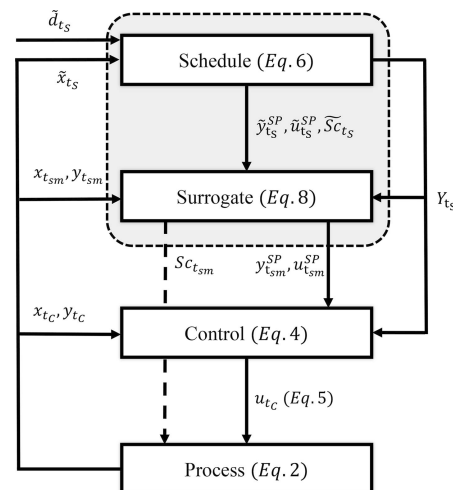 d̃_{t_S}
Schedule (Eq. 6)
x̃_{t_S}
ỹ^{SP}_{t_S}, ũ^{SP}_{t_S}, S̃c_{t_S}
x_{t_{sm}}, y_{t_{sm}}
Surrogate (Eq. 8)
Y_{t_S}
Sc_{t_{sm}}
y^{SP}_{t_{sm}}, u^{SP}_{t_{sm}}
x_{t_C}, y_{t_C}
Control (Eq. 4)
u_{t_C} (Eq. 5)
Process (Eq. 2)